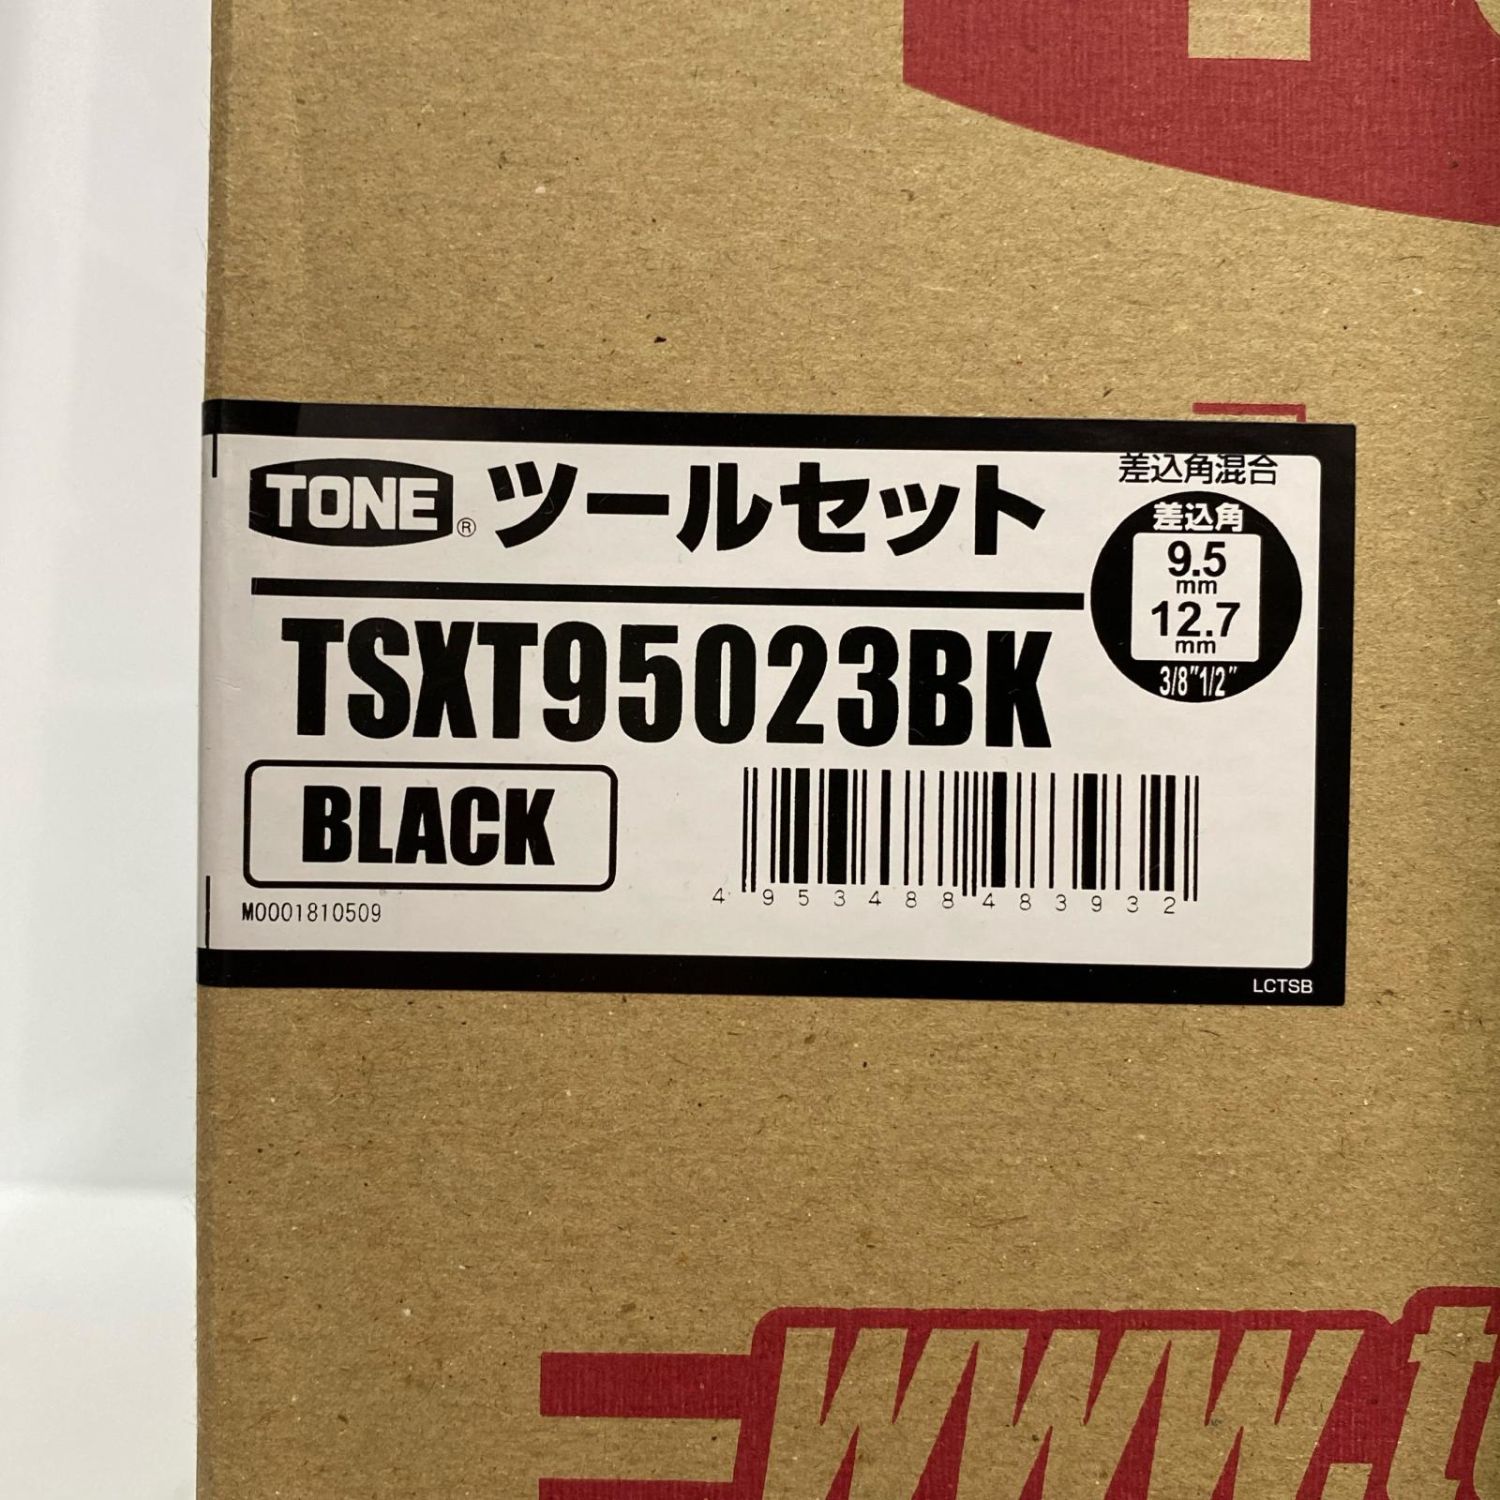 TONE® ツールセット
差込角混合
差込角
9.5
mm
12.7
mm
3/8"1/2"
TSXT95023BK
BLACK
4 953488 483932
M0001810509
LCTSB
www.t